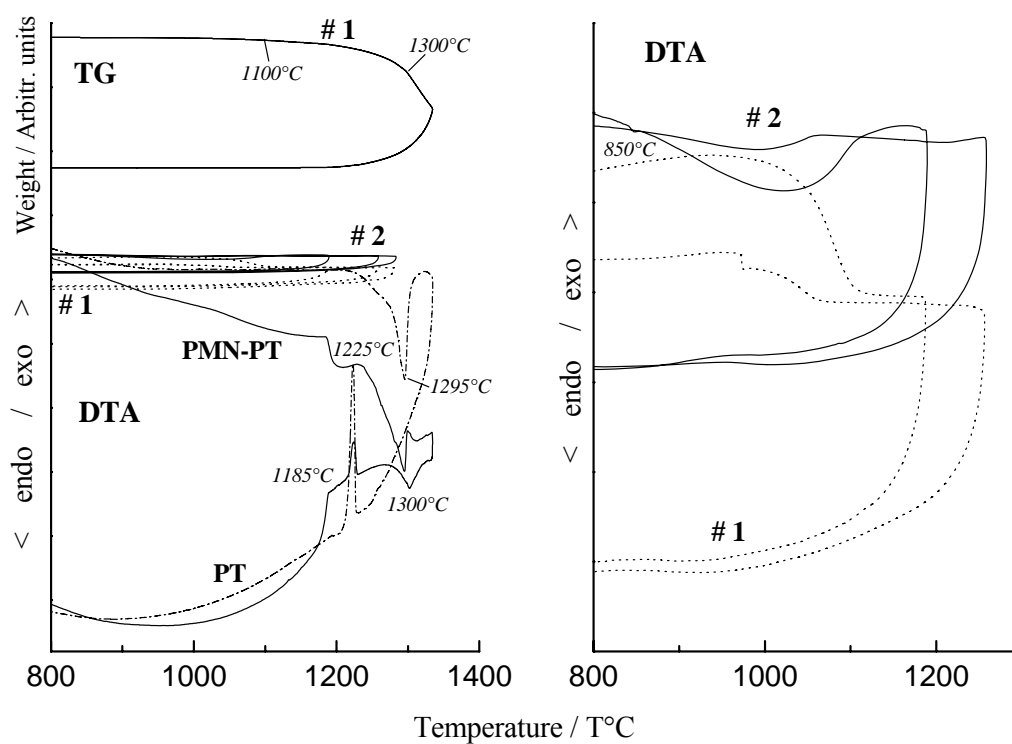 # 1
1300°C
TG
1100°C
Weight / Arbitr. units
# 2
# 1
PMN-PT
1225°C
1295°C
DTA
1185°C
1300°C
PT
< endo / exo >
800 1000 1200 1400
DTA
# 2
850°C
# 1
< endo / exo >
800 1000 1200
Temperature / T°C